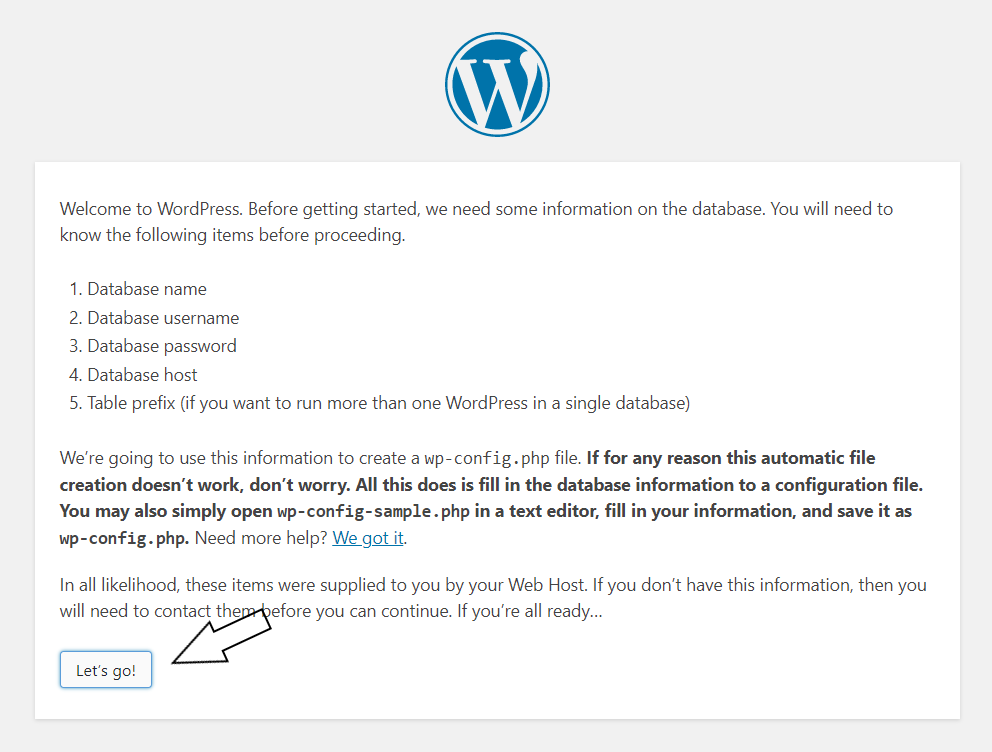 Welcome to WordPress. Before getting started, we need some information on the database. You will need to
know the following items before proceeding.
1. Database name
2. Database username
3. Database password
4. Database host
5. Table prefix (if you want to run more than one WordPress in a single database)
We’re going to use this information to create a wp-config.php file. If for any reason this automatic file
creation doesn’t work, don’t worry. All this does is fill in the database information to a configuration file.
You may also simply open wp-config-sample.php in a text editor, fill in your information, and save it as
wp-config.php. Need more help? We got it.
In all likelihood, these items were supplied to you by your Web Host. If you don’t have this information, then you
will need to contact them before you can continue. If you’re all ready…
Let’s go!